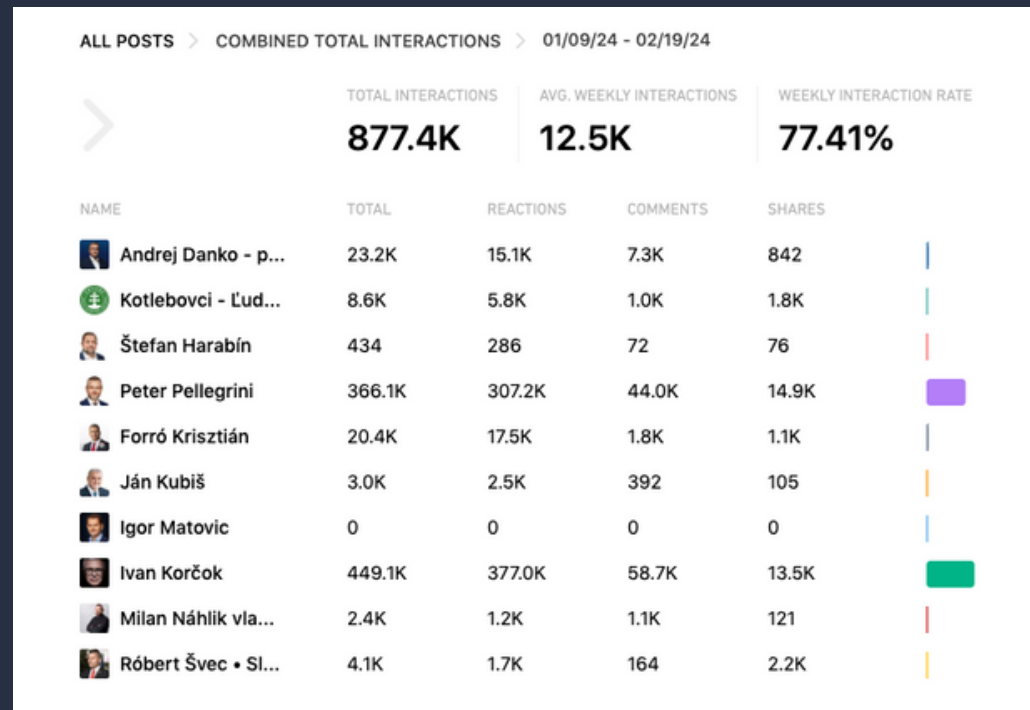 ALL POSTS > COMBINED TOTAL INTERACTIONS > 01/09/24 - 02/19/24
TOTAL INTERACTIONS AVG. WEEKLY INTERACTIONS WEEKLY INTERACTION RATE
877.4K 12.5K 77.41%
NAME TOTAL REACTIONS COMMENTS SHARES
Andrej Danko - p... 23.2K 15.1K 7.3K 842
Kotlebovci - Ľud... 8.6K 5.8K 1.0K 1.8K
Štefan Harabín 434 286 72 76
Peter Pellegrini 366.1K 307.2K 44.0K 14.9K
Forró Krisztián 20.4K 17.5K 1.8K 1.1K
Ján Kubiš 3.0K 2.5K 392 105
Igor Matovic 0 0 0 0
Ivan Korčok 449.1K 377.0K 58.7K 13.5K
Milan Náhlik vla... 2.4K 1.2K 1.1K 121
Róbert Švec • Sl... 4.1K 1.7K 164 2.2K